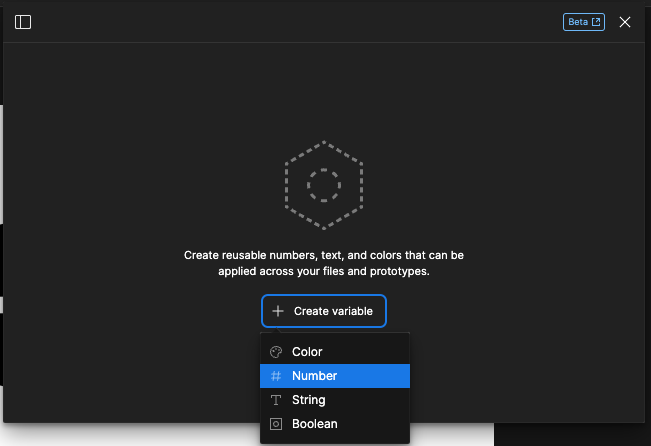 Beta
Create reusable numbers, text, and colors that can be
applied across your files and prototypes.
Create variable
Color
Number
String
Boolean